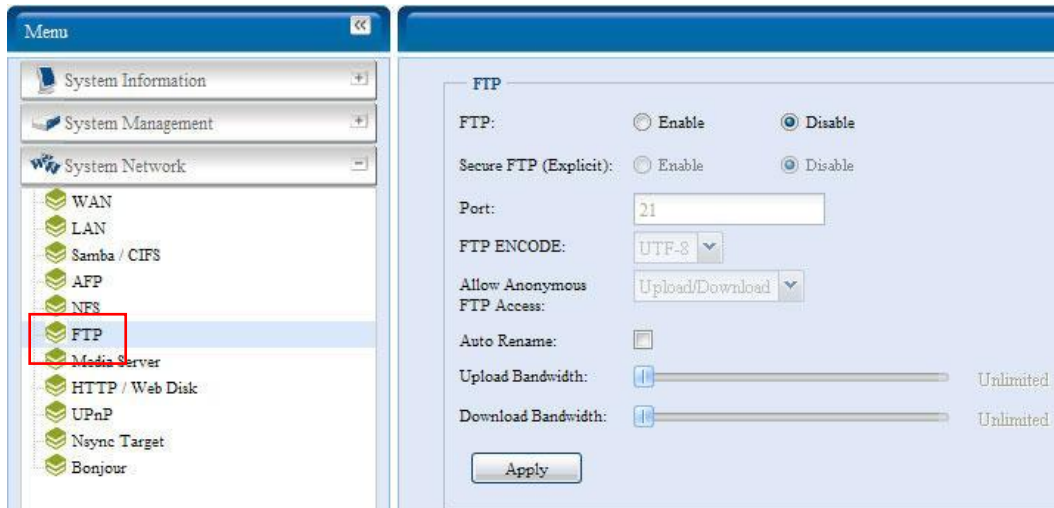 Menu
System Information
System Management
System Network
WAN
LAN
Samba / CIFS
AFP
NFS
FTP
Media Server
HTTP / Web Disk
UPnP
Nsync Target
Bonjour
FTP
FTP: Enable Disable
Secure FTP (Explicit): Enable Disable
Port: 21
FTP ENCODE: UTF-8
Allow Anonymous
FTP Access: Upload/Download
Auto Rename:
Upload Bandwidth: Unlimited
Download Bandwidth: Unlimited
Apply